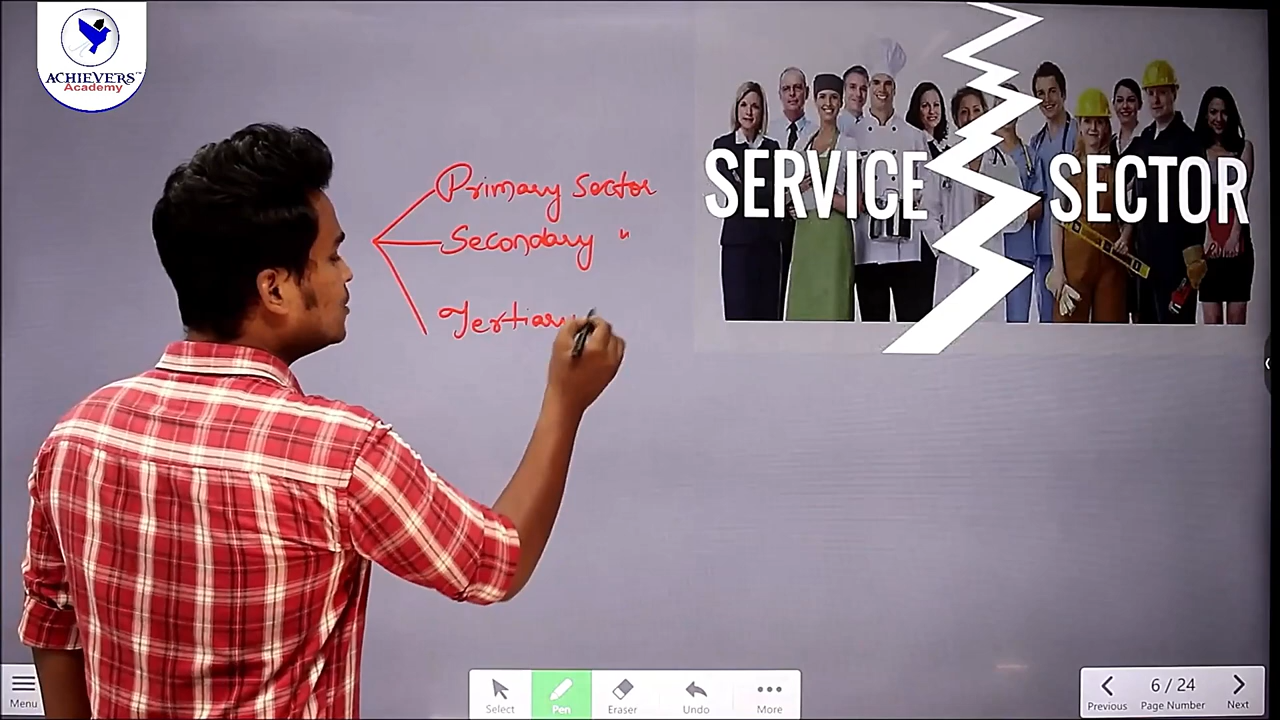 ACHIEVERS™
Academy
Primary Sector
Secondary "
Tertiary
SERVICE SECTOR
Menu
Select
Pen
Eraser
Undo
More
Previous
6 / 24
Page Number
Next